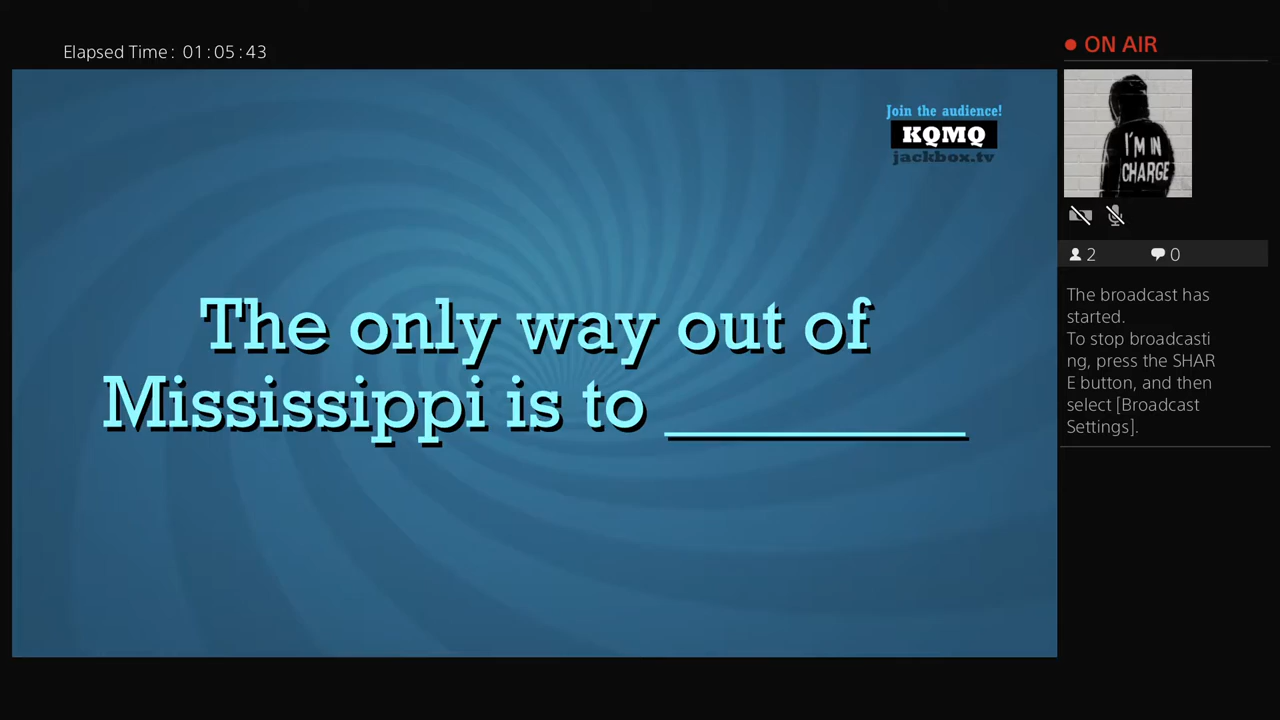 Elapsed Time: 01:05:43
ON AIR
Join the audience!
KQMQ
jackbox.tv
I'M IN
CHARGE
2 0
The only way out of
Mississippi is to __________
The broadcast has
started.
To stop broadcasti
ng, press the SHAR
E button, and then
select [Broadcast
Settings].